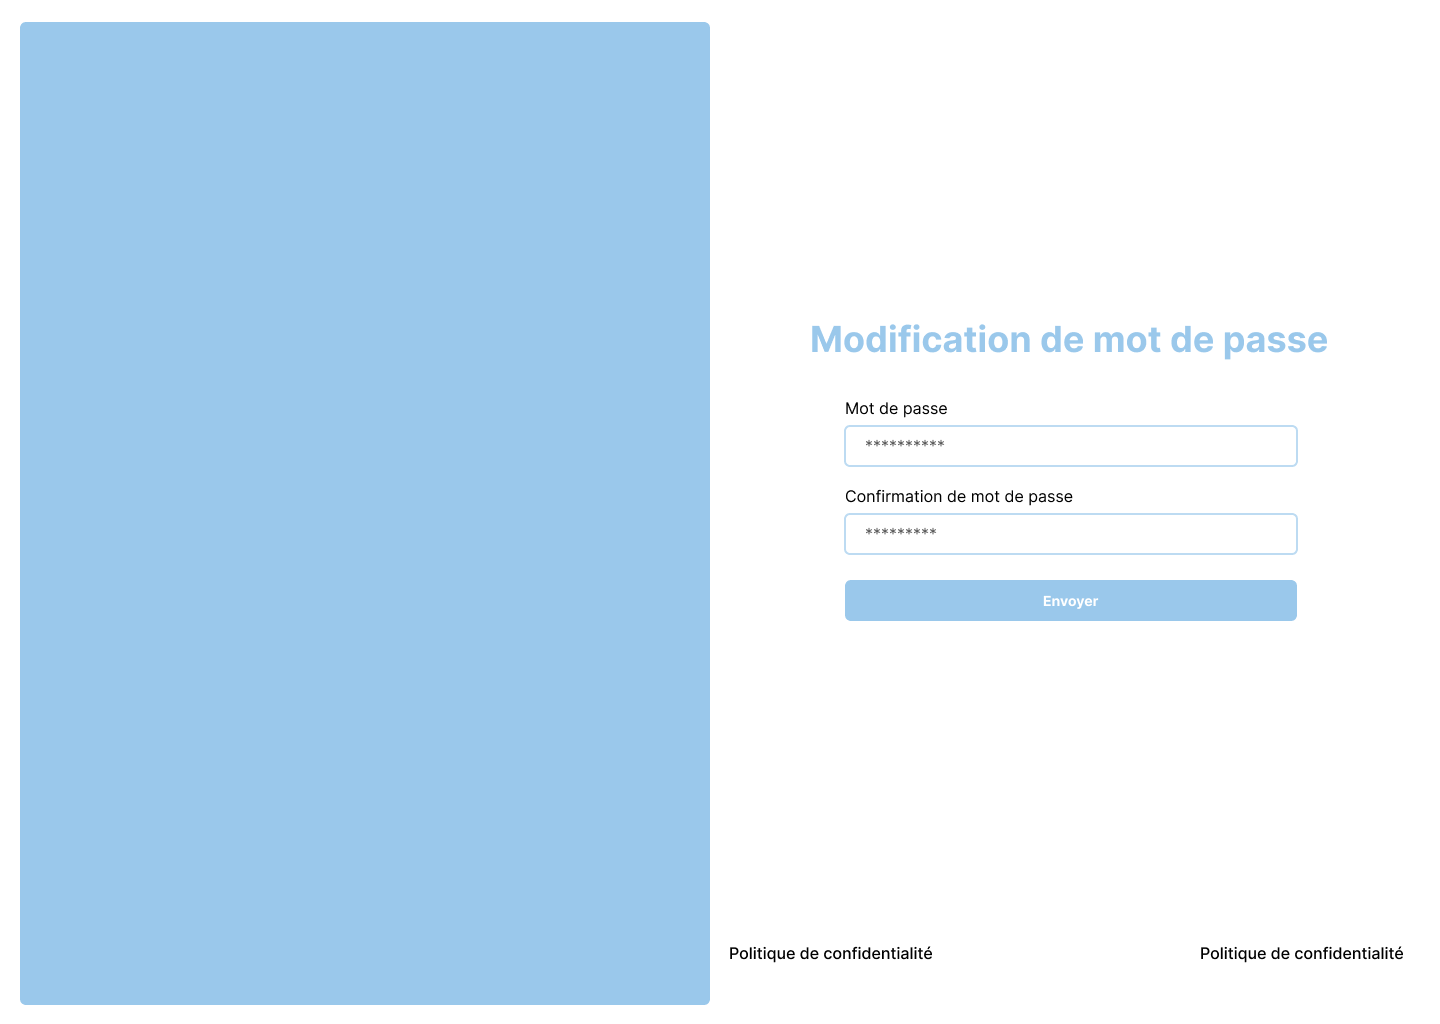 Modification de mot de passe
Mot de passe
**********
Confirmation de mot de passe
*********
Envoyer
Politique de confidentialité
Politique de confidentialité